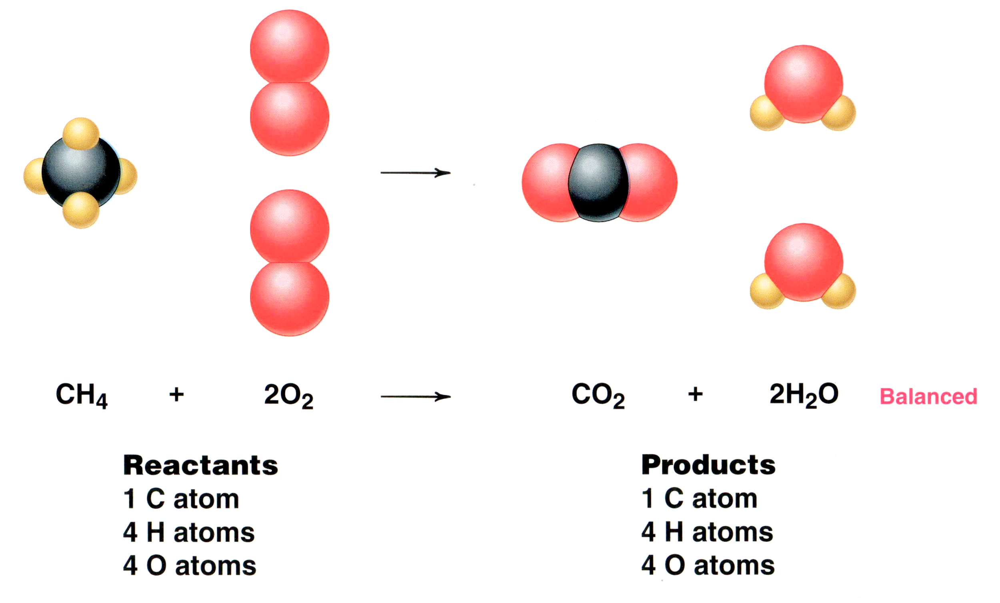 CH₄ + 2O₂ → CO₂ + 2H₂O Balanced
Reactants
1 C atom
4 H atoms
4 O atoms
Products
1 C atom
4 H atoms
4 O atoms